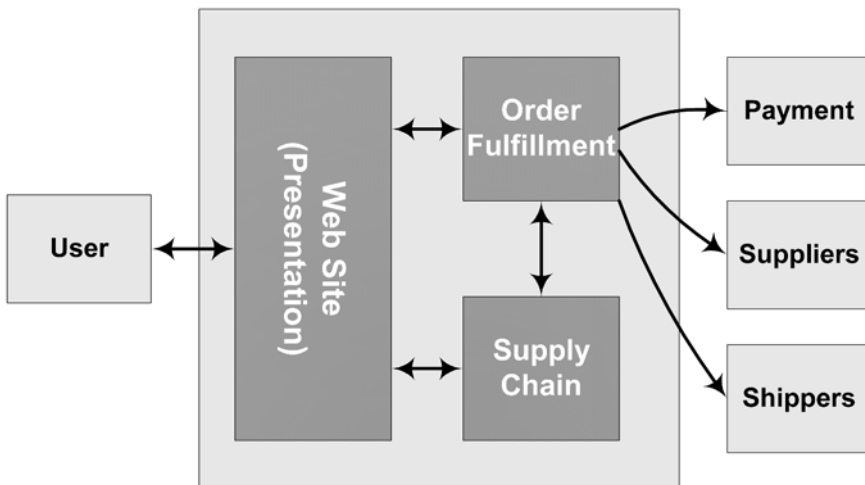 User
Web Site
(Presentation)
Order
Fulfillment
Supply
Chain
Payment
Suppliers
Shippers